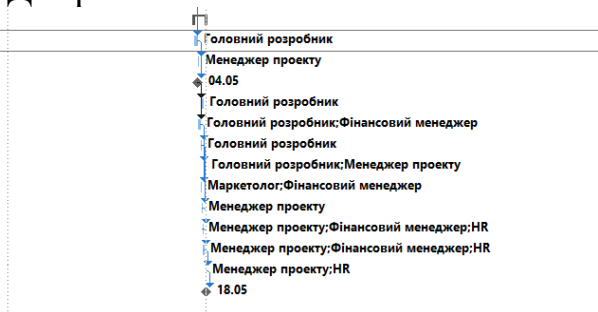 Головний розробник
Менеджер проекту
04.05
Головний розробник
Головний розробник;Фінансовий менеджер
Головний розробник
Головний розробник;Менеджер проекту
Маркетолог;Фінансовий менеджер
Менеджер проекту
Менеджер проекту;Фінансовий менеджер;HR
Менеджер проекту;Фінансовий менеджер;HR
Менеджер проекту;HR
18.05